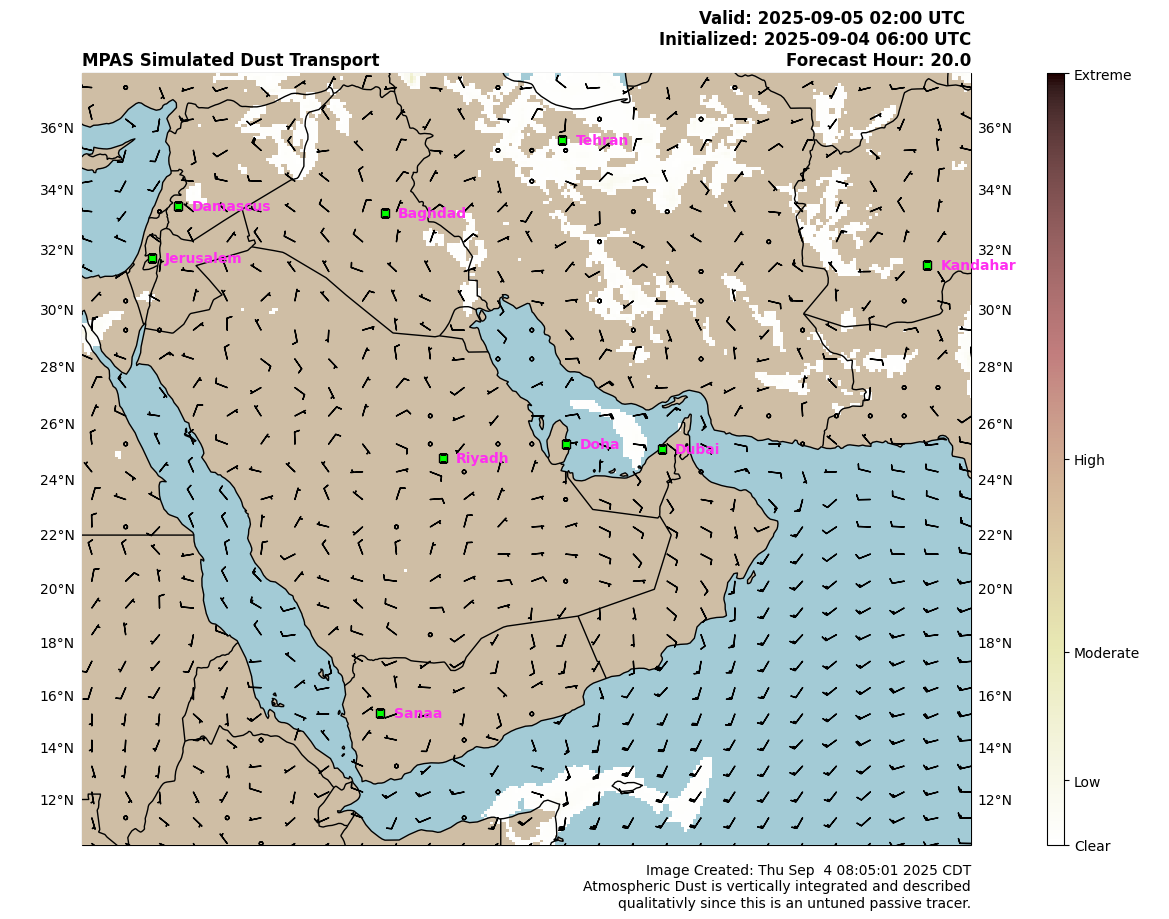 Valid: 2025-09-05 02:00 UTC
Initialized: 2025-09-04 06:00 UTC
MPAS Simulated Dust Transport Forecast Hour: 20.0
Extreme
36°N Tehran 36°N
34°N Damascus Baghdad 34°N
32°N Jerusalem 32°N Kandahar
30°N 30°N
28°N 28°N
26°N Doha Dubai 26°N
Riyadh High
24°N 24°N
22°N 22°N
20°N 20°N
18°N 18°N
Moderate
16°N Sanaa 16°N
14°N 14°N
Low
12°N 12°N
Clear
Image Created: Thu Sep  4 08:05:01 2025 CDT
Atmospheric Dust is vertically integrated and described
qualitativly since this is an untuned passive tracer.